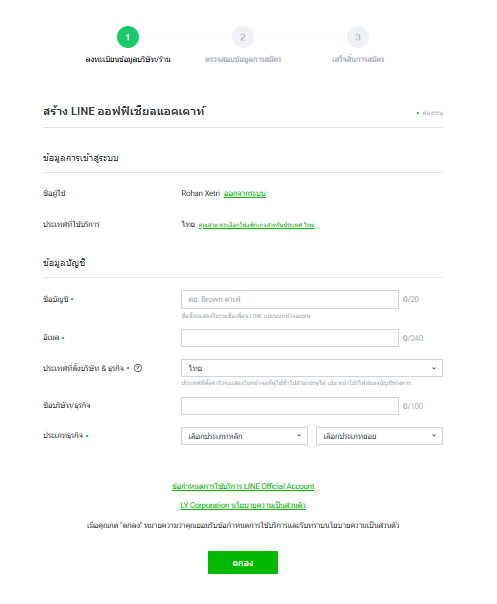 1 2 3
ลงทะเบียนข้อมูลบริษัท/ร้าน ตรวจสอบข้อมูลการสมัคร เสร็จสิ้นการสมัคร
สร้าง LINE ออฟฟิเชียลแอคเคาท์
ต้องระบุ
ข้อมูลการเข้าสู่ระบบ
ชื่อผู้ใช้ Rohan Xetri ออกจากระบบ
ประเทศที่ใช้บริการ ไทย คุณสามารถเลือกใช้แพ็กเกจสำหรับประเทศ ไทย
ข้อมูลบัญชี
ชื่อบัญชี ตย. Brown คาเฟ่ 0/20
ชื่อนี้จะแสดงในรายชื่อเพื่อน LINE และบนหน้าจอแชท
อีเมล 0/240
ประเทศที่ตั้งบริษัท & ธุรกิจ ? ไทย
ประเทศที่ตั้งค่าไว้จะแสดงในหน้าจอที่ผู้ใช้ทั่วไปสามารถดูได้ เช่น หน้าโปรไฟล์ของบัญชีทางการ
ชื่อบริษัท/ธุรกิจ 0/100
ประเภทธุรกิจ เลือกประเภทหลัก เลือกประเภทย่อย
ข้อกำหนดการใช้บริการ LINE Official Account
LY Corporation นโยบายความเป็นส่วนตัว
เมื่อคุณกด "ตกลง" หมายความว่าคุณยอมรับข้อกำหนดการใช้บริการและรับทราบนโยบายความเป็นส่วนตัว
ตกลง